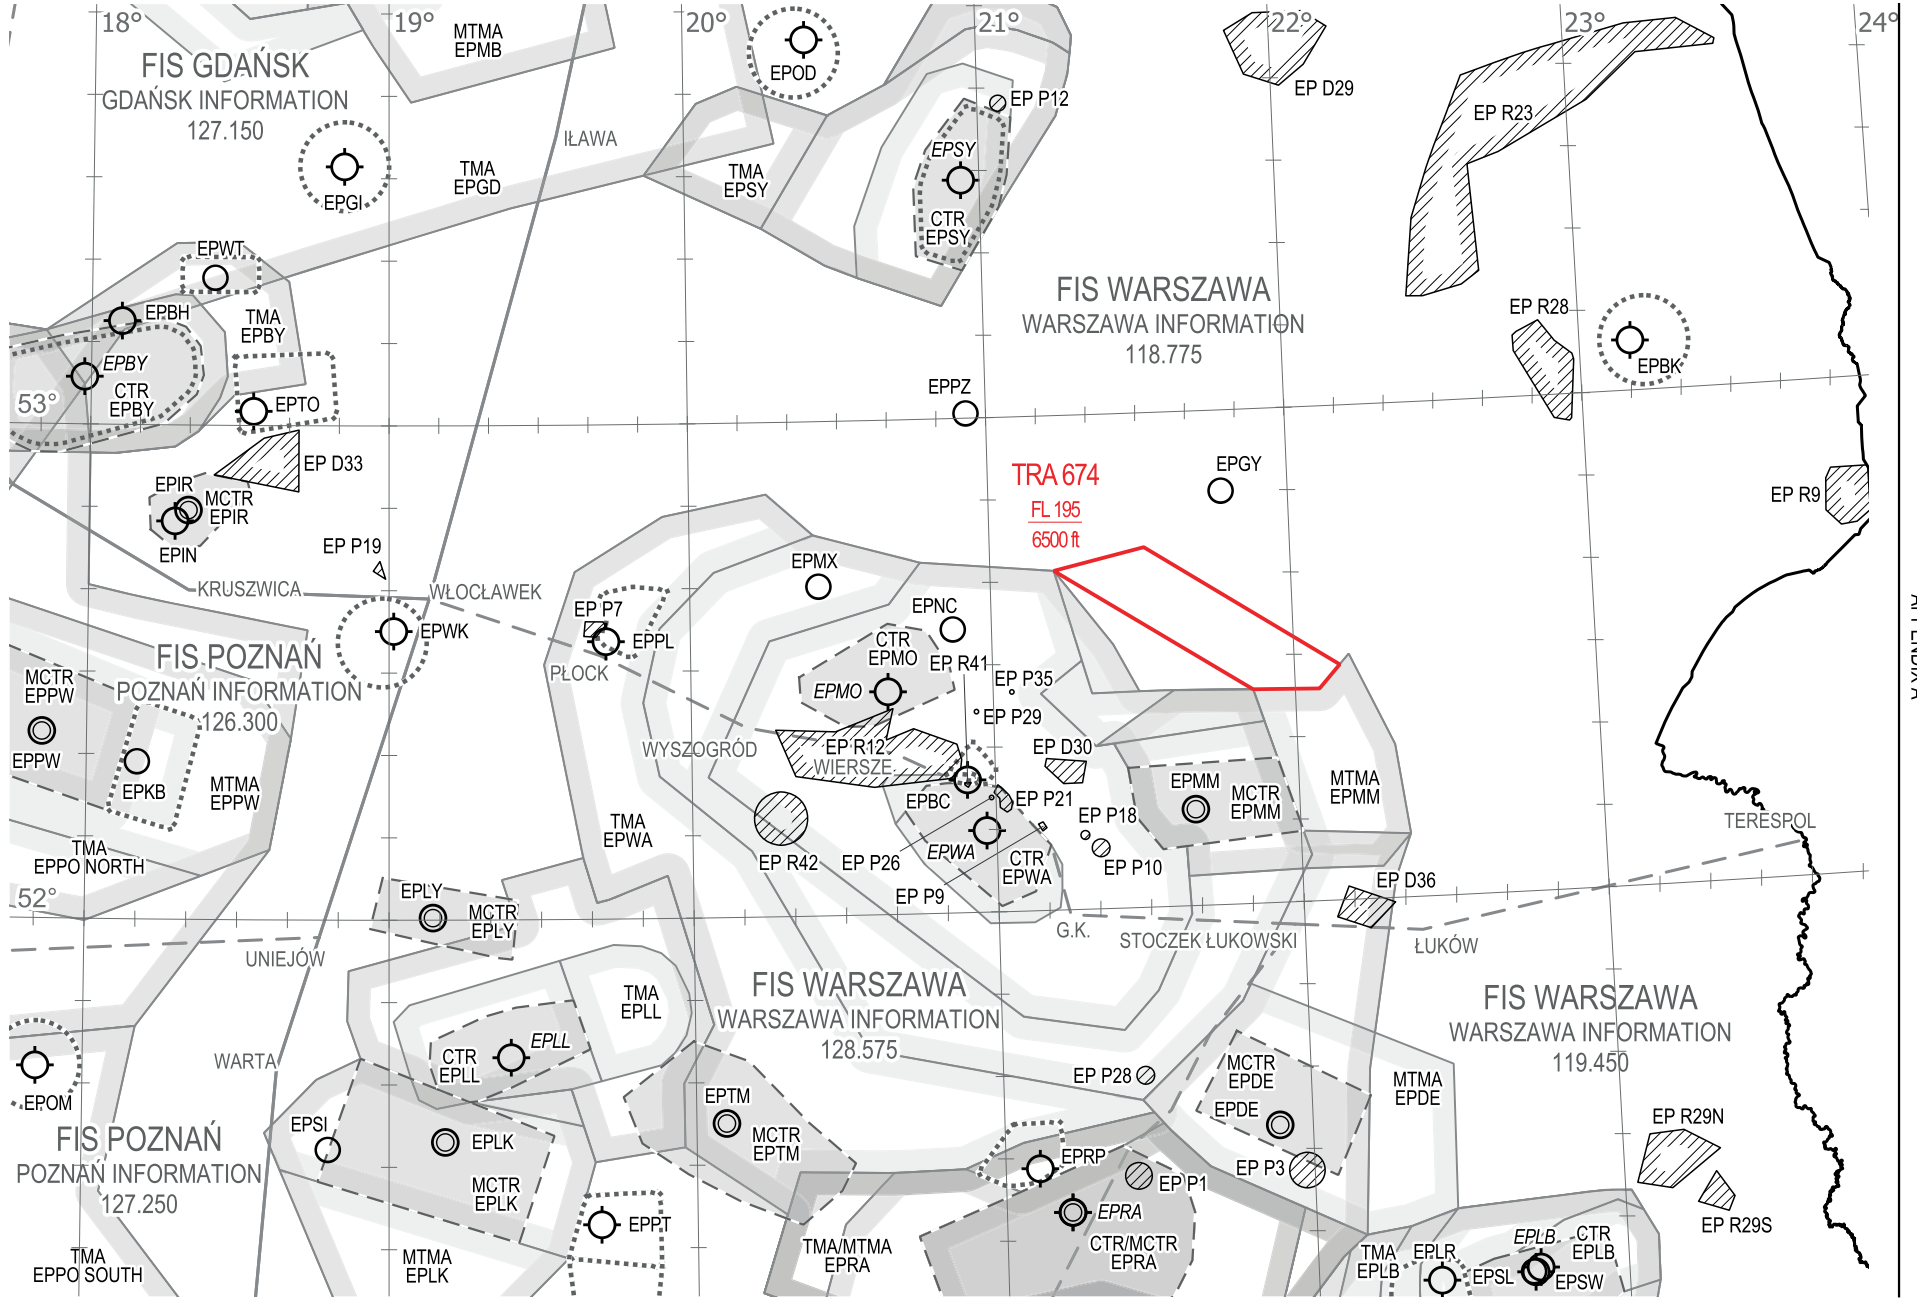 18°
19°
20°
21°
22°
23°
24°
FIS GDAŃSK
GDAŃSK INFORMATION
127.150
MTMA
EPMB
EPOD
EP P12
EP D29
EP R23
IŁAWA
EPGI
TMA
EPGD
TMA
EPSY
EPSY
CTR
EPSY
EPWT
EPBH
TMA
EPBY
EPBY
CTR
EPBY
53°
EPTO
FIS WARSZAWA
WARSZAWA INFORMATION
118.775
EP R28
EPBK
EPPZ
EP D33
EPIR
MCTR
EPIR
EPIN
TRA 674
FL 195
6500 ft
EPGY
EP R9
EP P19
KRUSZWICA
WŁOCŁAWEK
EPMX
EP P7
EPPL
EPWK
EPNC
CTR
EPMO
EP R41
EPMO
FIS POZNAŃ
POZNAŃ INFORMATION
126.300
PŁOCK
EP P35
EP P29
MCTR
EPPW
EPPW
EPKB
MTMA
EPPW
WYSZOGRÓD
EP R12
WIERSZE
EP D30
EPBC
EPMM
MCTR
EPMM
MTMA
EPMM
EP P21
EP P18
TERESPOL
TMA
EPWA
EP R42
EP P26
EPWA
CTR
EPWA
EP P10
EP P9
TMA
EPPO NORTH
52°
EPLY
MCTR
EPLY
EP D36
G.K.
STOCZEK ŁUKOWSKI
ŁUKÓW
UNIEJÓW
FIS WARSZAWA
WARSZAWA INFORMATION
128.575
FIS WARSZAWA
WARSZAWA INFORMATION
119.450
TMA
EPLL
EPLL
CTR
EPLL
WARTA
EPOM
EP P28
MCTR
EPDE
EPDE
MTMA
EPDE
EPTM
MCTR
EPTM
EPSI
EPLK
MCTR
EPLK
FIS POZNAŃ
POZNAŃ INFORMATION
127.250
EPRP
EP P1
EP P3
EP R29N
EP R29S
EPRA
CTR/MCTR
EPRA
TMA/MTMA
EPRA
EPPT
MTMA
EPLK
TMA
EPPO SOUTH
TMA
EPLB
EPLR
EPSL
EPLB
CTR
EPLB
EPSW